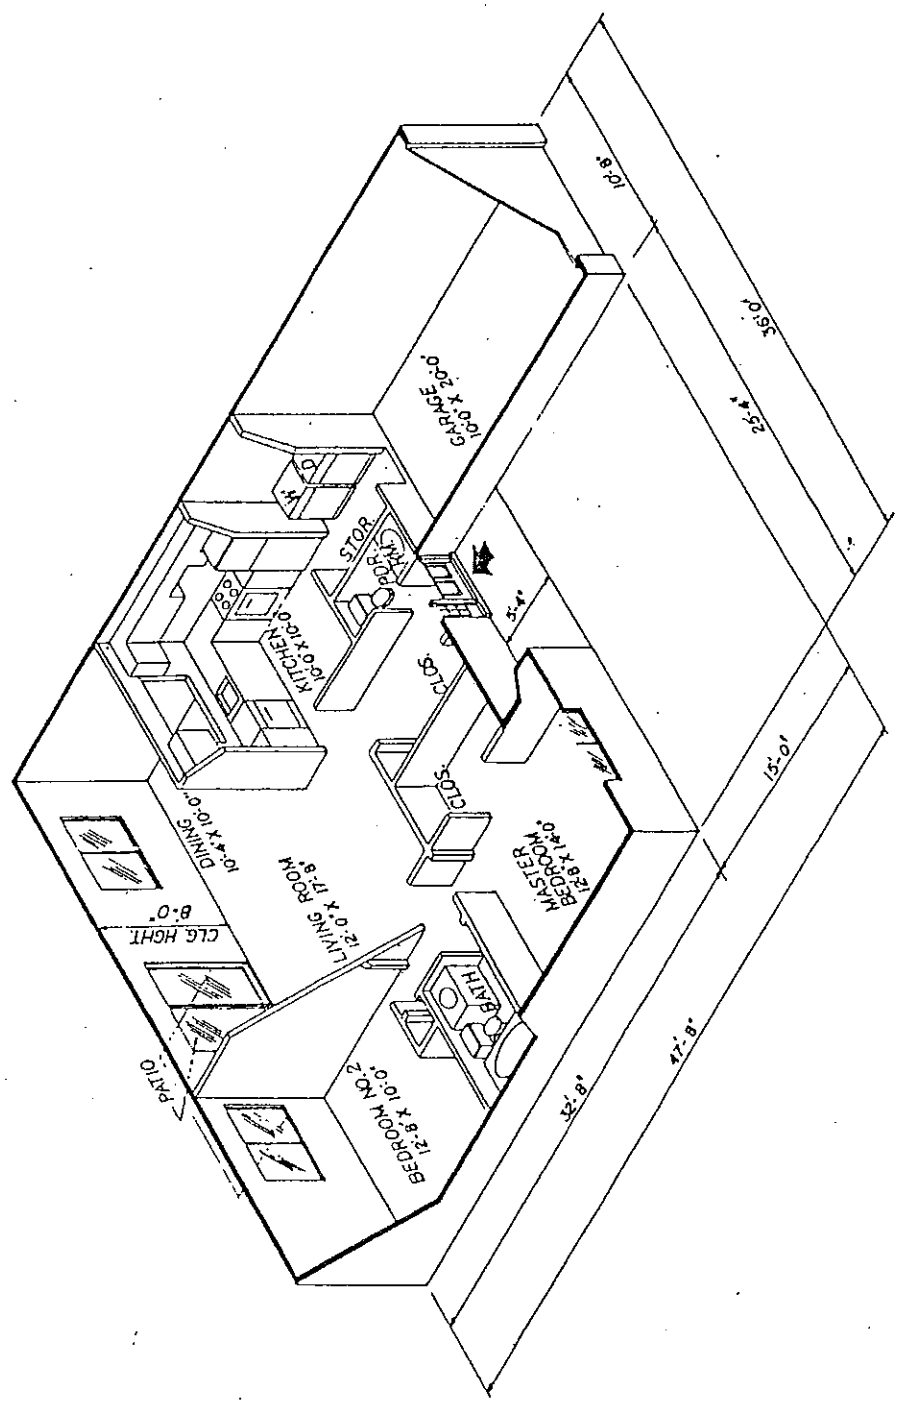 PATIO
CLG. HGHT.
8'-0"
DINING
10'-4" X 10'-0"
LIVING ROOM
12'-0" X 17'-8"
KITCHEN
10'-0" X 10'-0"
STOR.
PDR.
RM.
W
D
GARAGE
10'-0" X 20'-0"
CLOS.
CLOS.
MASTER
BEDROOM
12'-8" X 14'-0"
BATH
BEDROOM NO. 2
12'-8" X 10'-0"
5'-4"
10'-8"
25'-4"
36'-0"
15'-0"
32'-8"
47'-8"